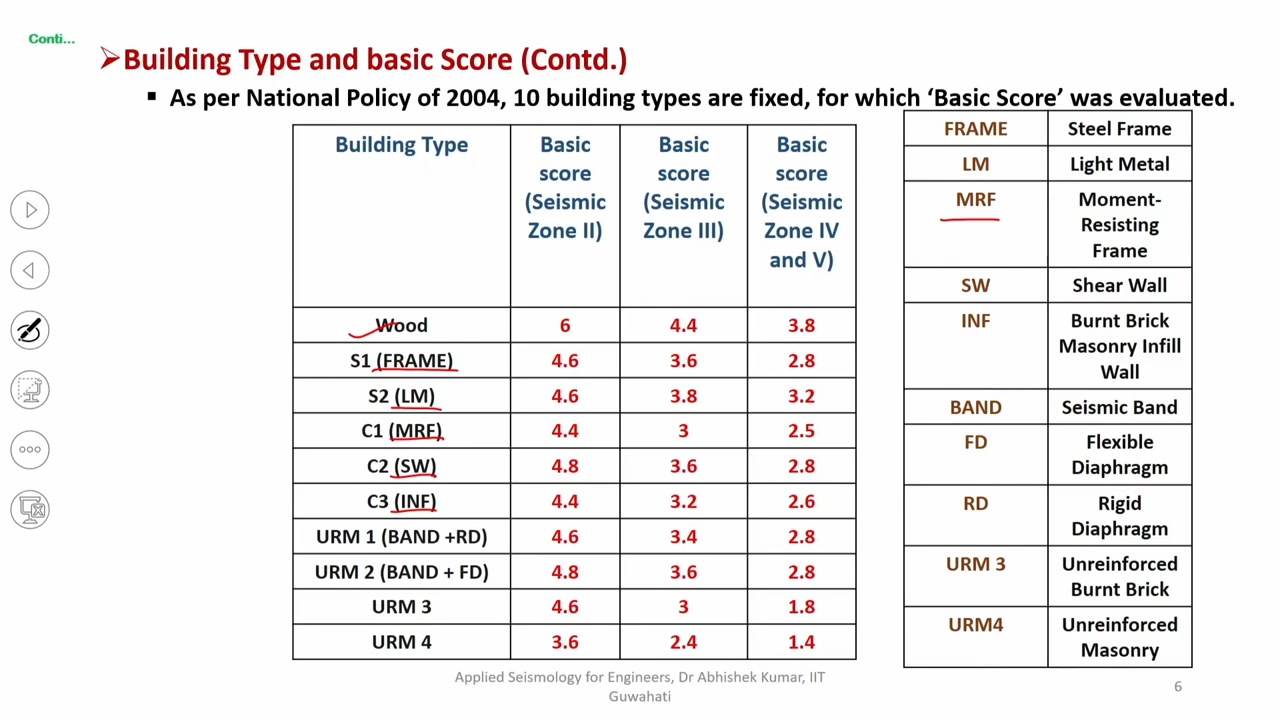 Conti...
➢Building Type and basic Score (Contd.)
▪ As per National Policy of 2004, 10 building types are fixed, for which ‘Basic Score’ was evaluated.
Building Type
Basic
score
(Seismic
Zone II)
Basic
score
(Seismic
Zone III)
Basic
score
(Seismic
Zone IV
and V)
Wood 6 4.4 3.8
S1 (FRAME) 4.6 3.6 2.8
S2 (LM) 4.6 3.8 3.2
C1 (MRF) 4.4 3 2.5
C2 (SW) 4.8 3.6 2.8
C3 (INF) 4.4 3.2 2.6
URM 1 (BAND +RD) 4.6 3.4 2.8
URM 2 (BAND + FD) 4.8 3.6 2.8
URM 3 4.6 3 1.8
URM 4 3.6 2.4 1.4
FRAME Steel Frame
LM Light Metal
MRF Moment-
Resisting
Frame
SW Shear Wall
INF Burnt Brick
Masonry Infill
Wall
BAND Seismic Band
FD Flexible
Diaphragm
RD Rigid
Diaphragm
URM 3 Unreinforced
Burnt Brick
URM4 Unreinforced
Masonry
Applied Seismology for Engineers, Dr Abhishek Kumar, IIT
Guwahati
6